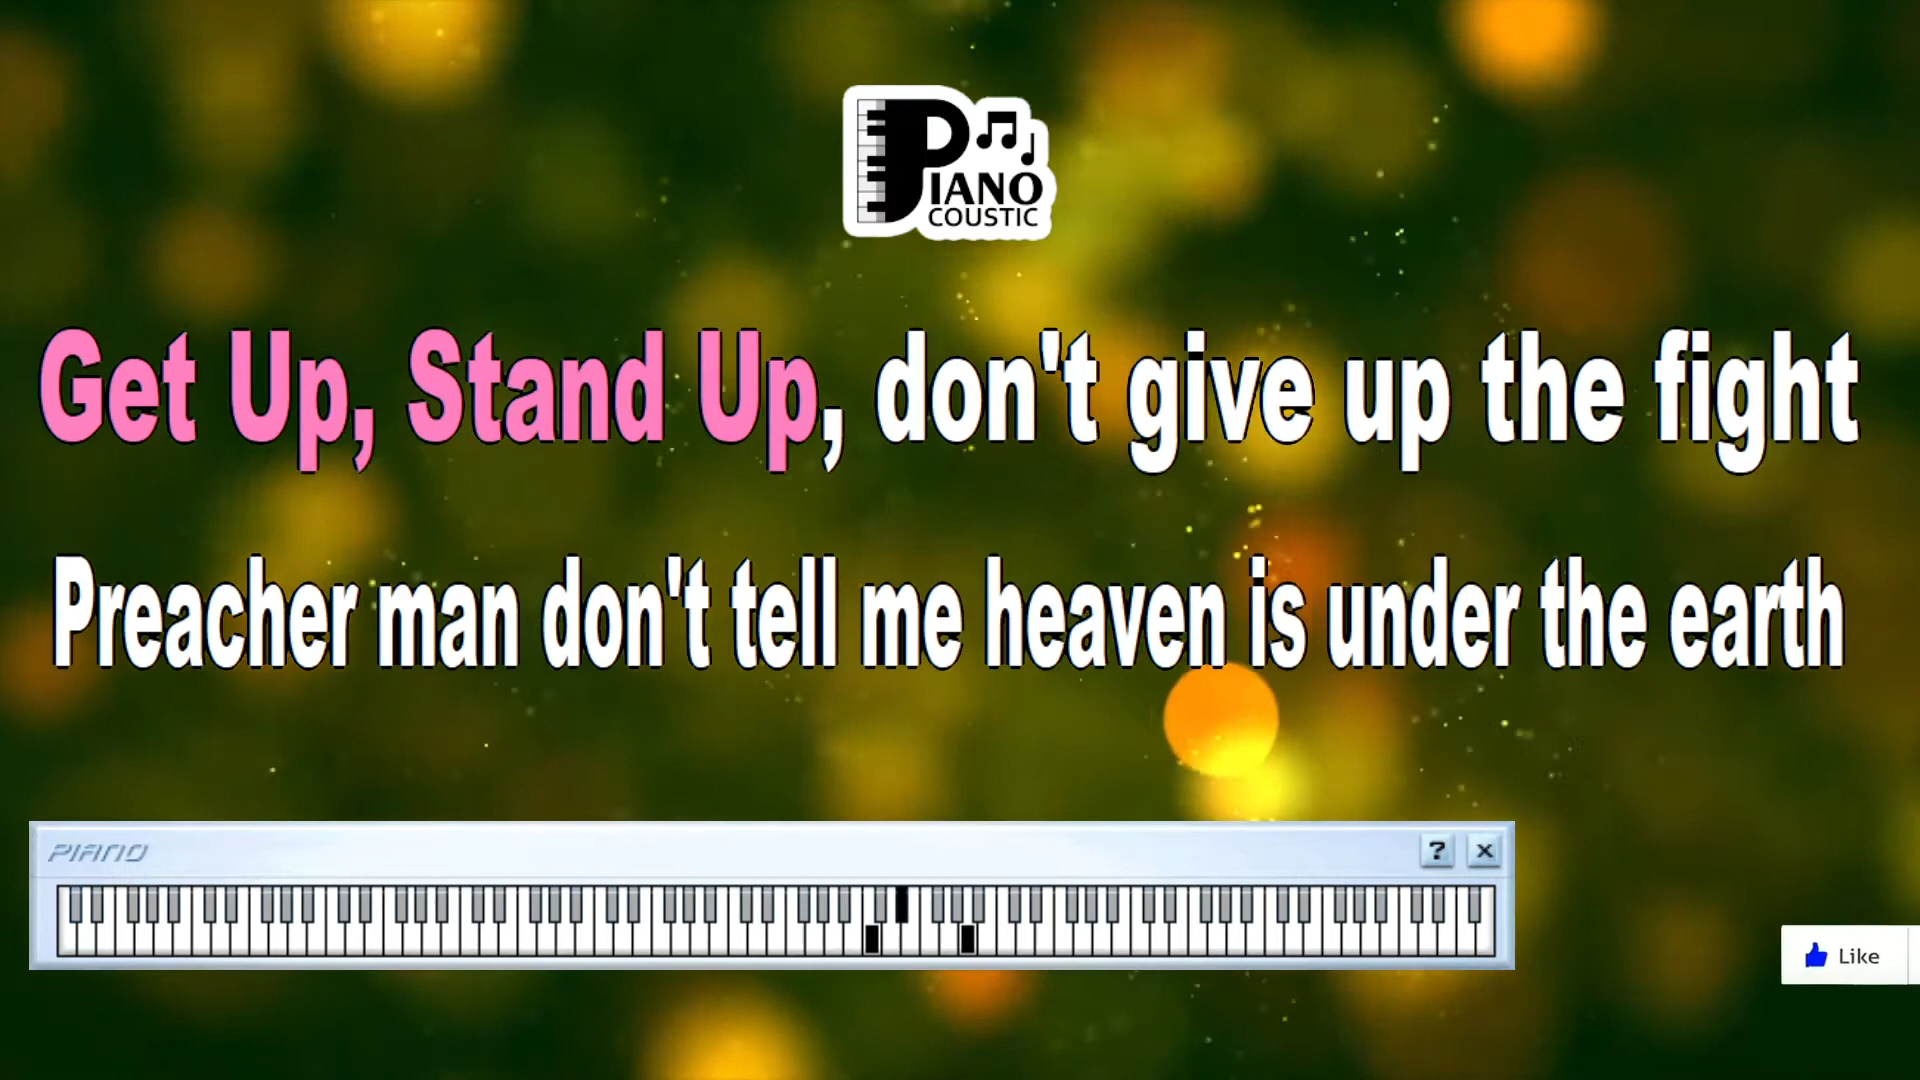 PIANO
COUSTIC
Get Up, Stand Up, don't give up the fight
Preacher man don't tell me heaven is under the earth
PIANO
? x
Like